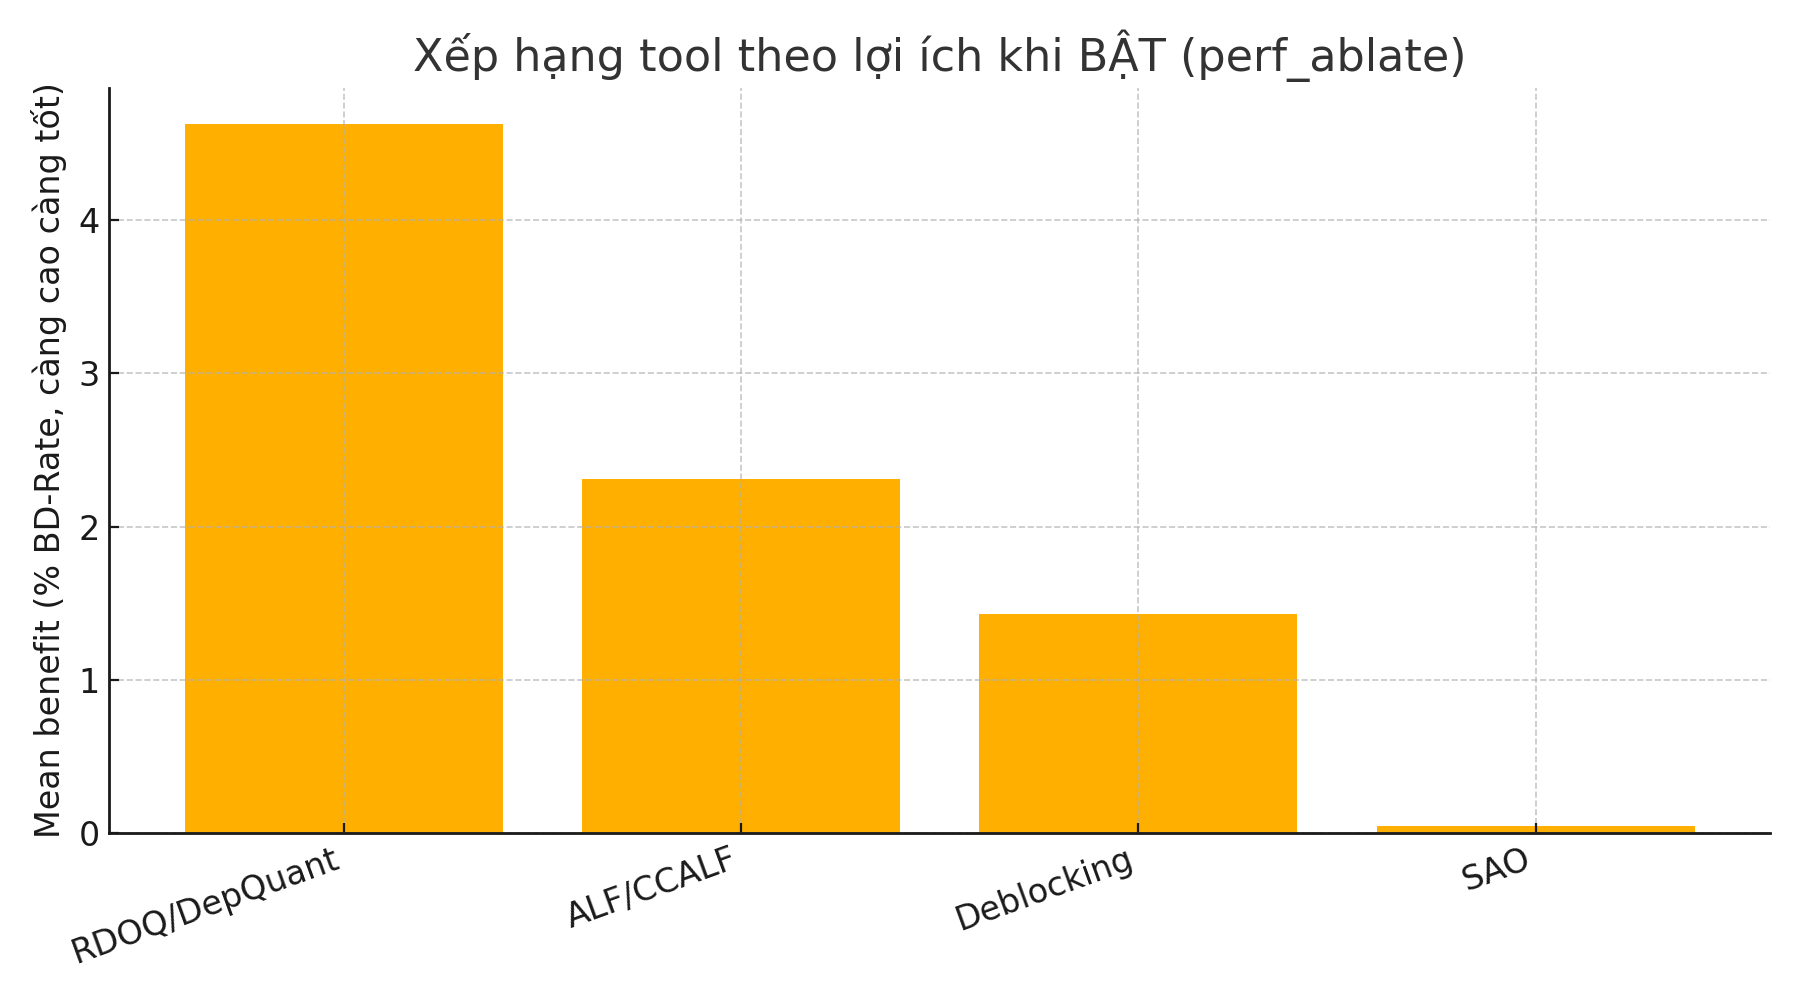 Xếp hạng tool theo lợi ích khi BẬT (perf_ablate)
Mean benefit (% BD-Rate, càng cao càng tốt)
4
3
2
1
0
RDOQ/DepQuant
ALF/CCALF
Deblocking
SAO